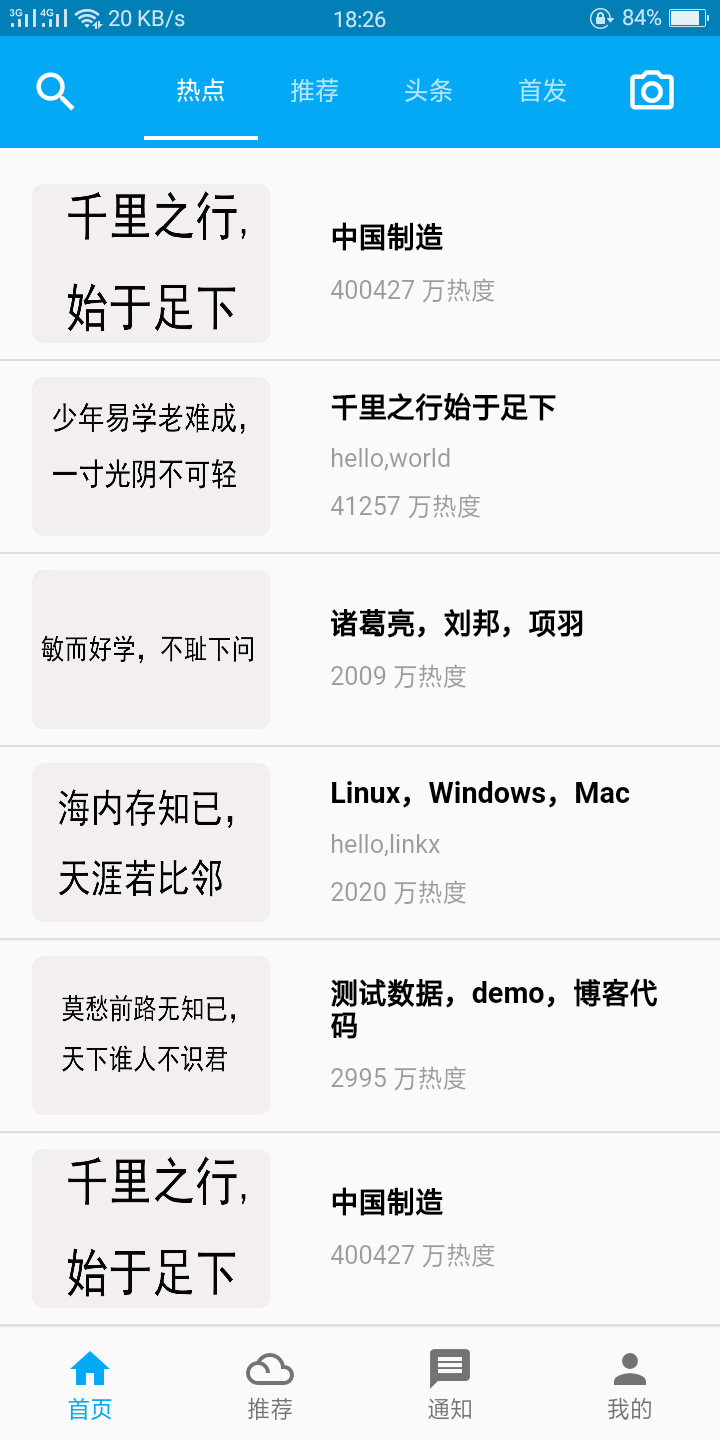 3G 4G 20 KB/s 18:26 84%
热点 推荐 头条 首发
千里之行,
始于足下
中国制造
400427 万热度
少年易学老难成,
一寸光阴不可轻
千里之行始于足下
hello,world
41257 万热度
敏而好学，不耻下问
诸葛亮，刘邦，项羽
2009 万热度
海内存知已,
天涯若比邻
Linux，Windows，Mac
hello,linkx
2020 万热度
莫愁前路无知已,
天下谁人不识君
测试数据，demo，博客代
码
2995 万热度
千里之行,
始于足下
中国制造
400427 万热度
首页 推荐 通知 我的